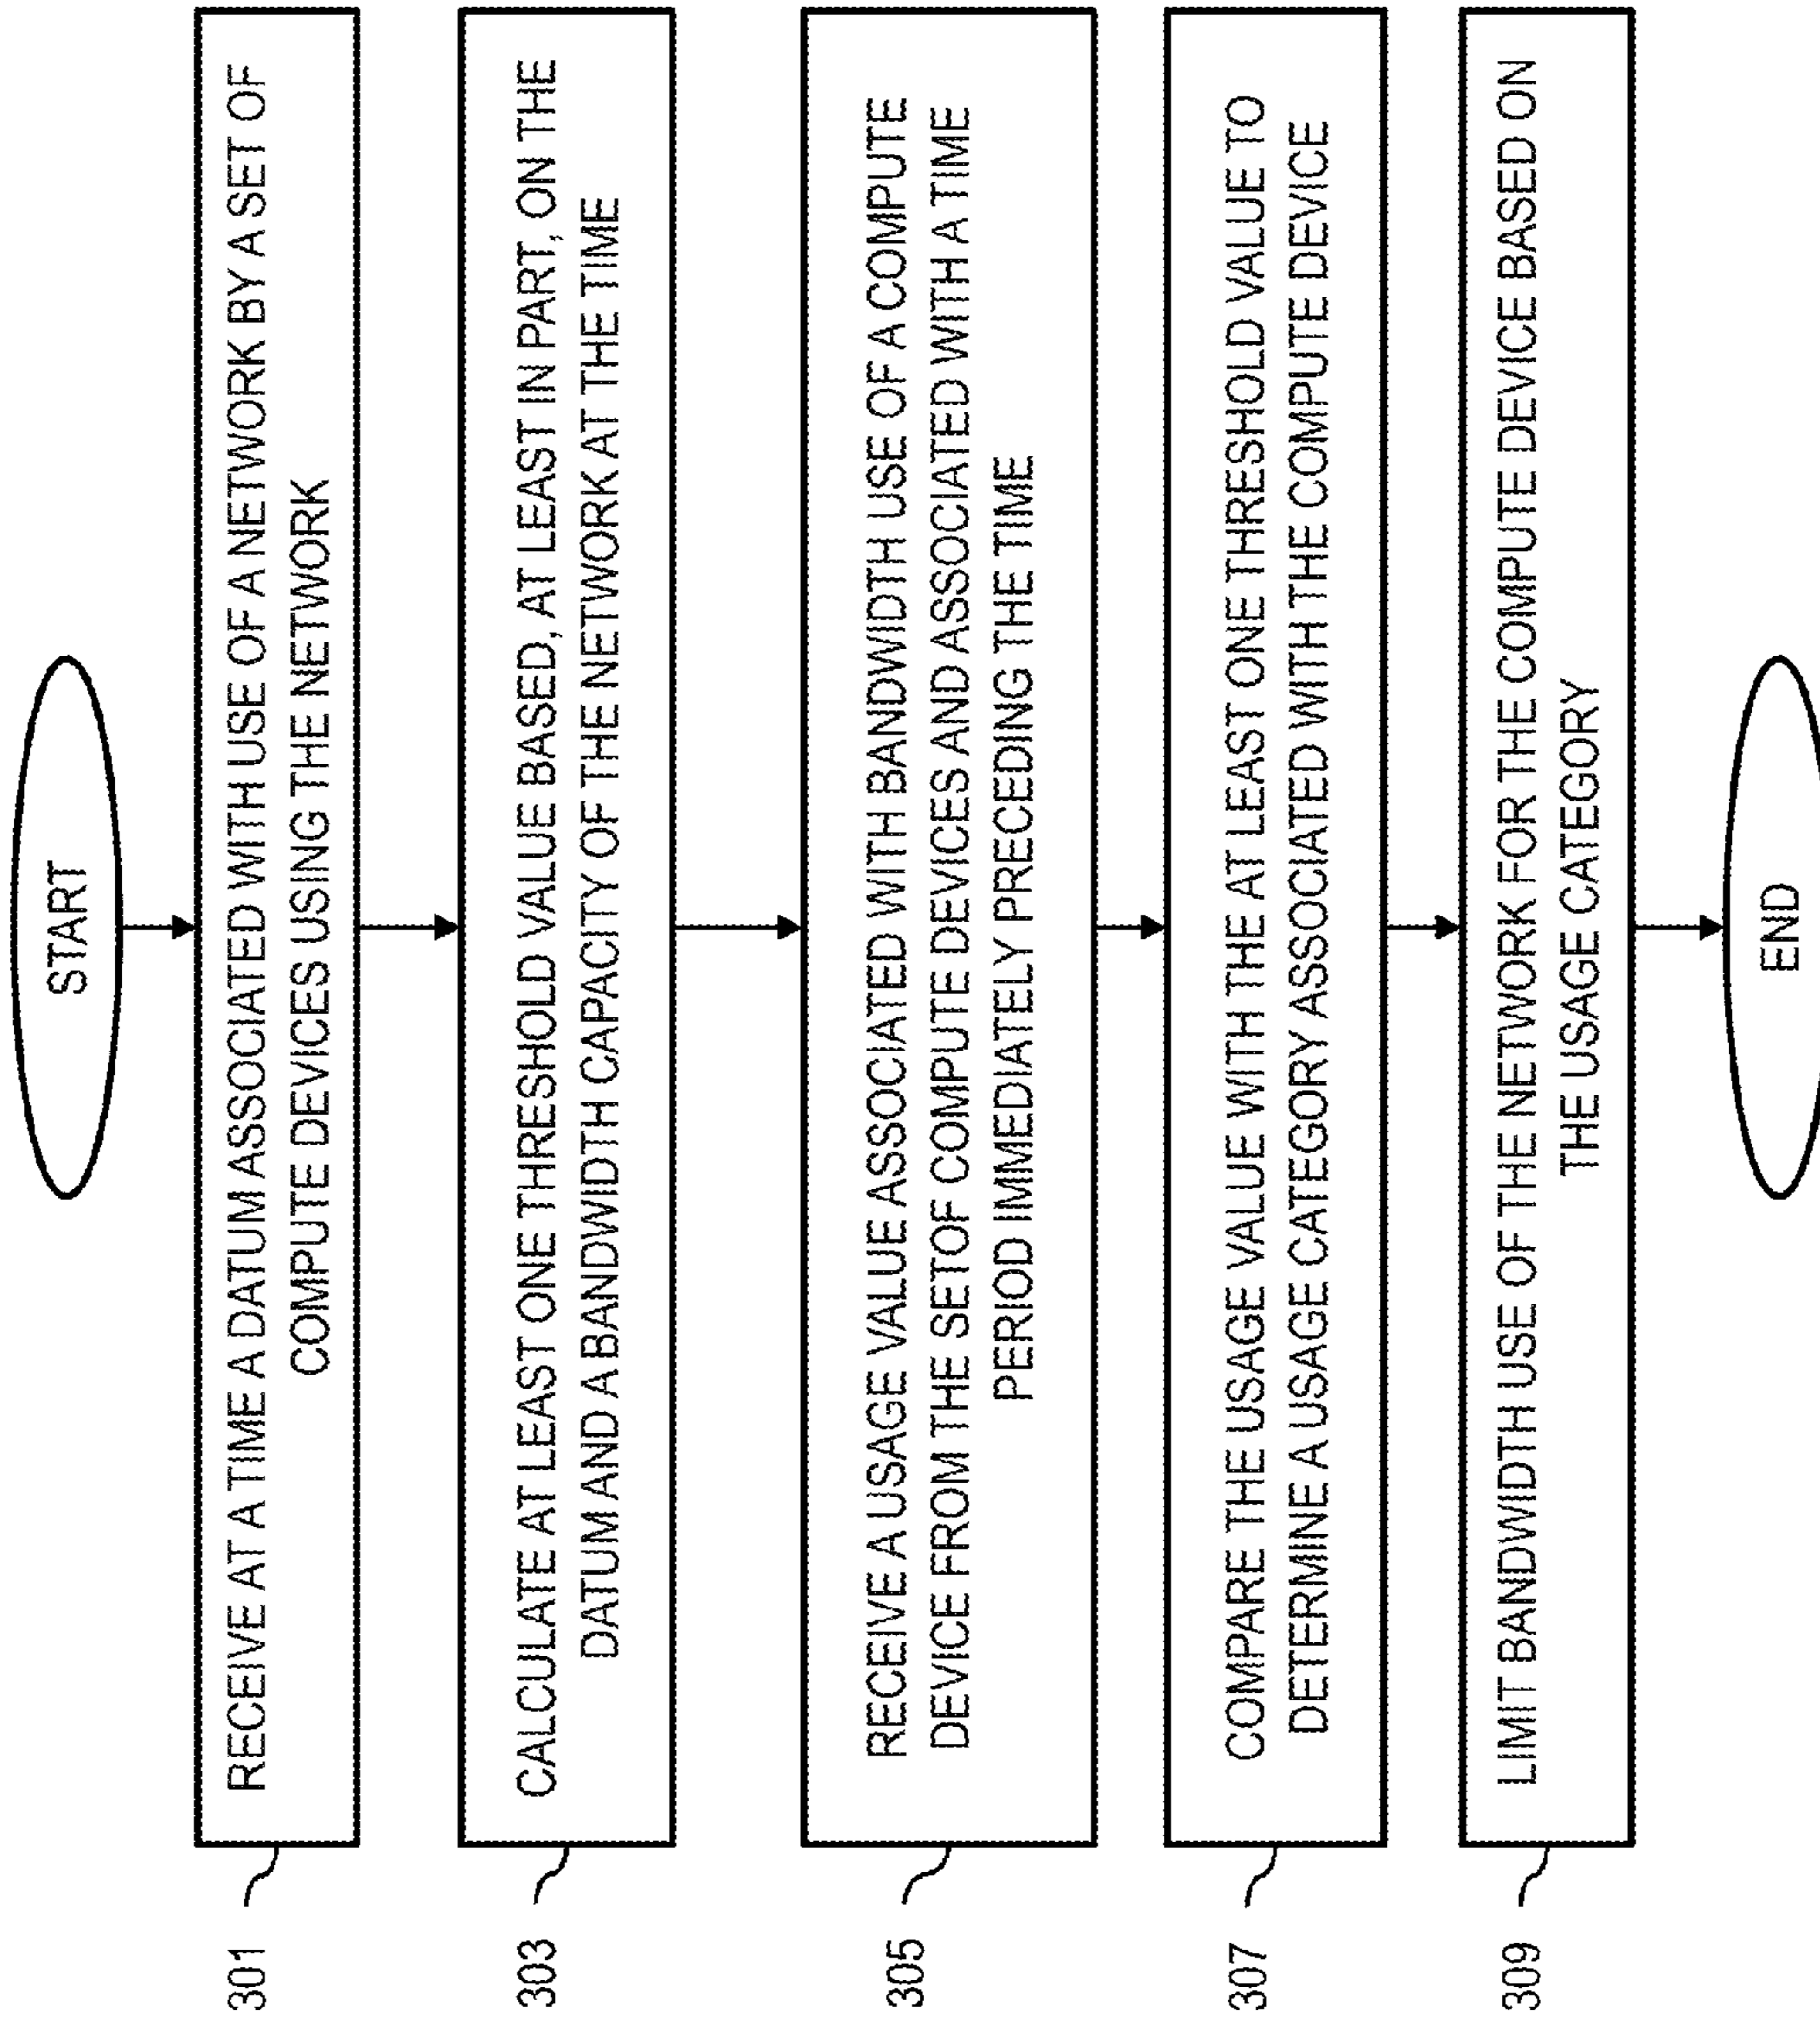 START
301
RECEIVE AT A TIME A DATUM ASSOCIATED WITH USE OF A NETWORK BY A SET OF
COMPUTE DEVICES USING THE NETWORK
303
CALCULATE AT LEAST ONE THRESHOLD VALUE BASED, AT LEAST IN PART, ON THE
DATUM AND A BANDWIDTH CAPACITY OF THE NETWORK AT THE TIME
305
RECEIVE A USAGE VALUE ASSOCIATED WITH BANDWIDTH USE OF A COMPUTE
DEVICE FROM THE SETOF COMPUTE DEVICES AND ASSOCIATED WITH A TIME
PERIOD IMMEDIATELY PRECEDING THE TIME
307
COMPARE THE USAGE VALUE WITH THE AT LEAST ONE THRESHOLD VALUE TO
DETERMINE A USAGE CATEGORY ASSOCIATED WITH THE COMPUTE DEVICE
309
LIMIT BANDWIDTH USE OF THE NETWORK FOR THE COMPUTE DEVICE BASED ON
THE USAGE CATEGORY
END